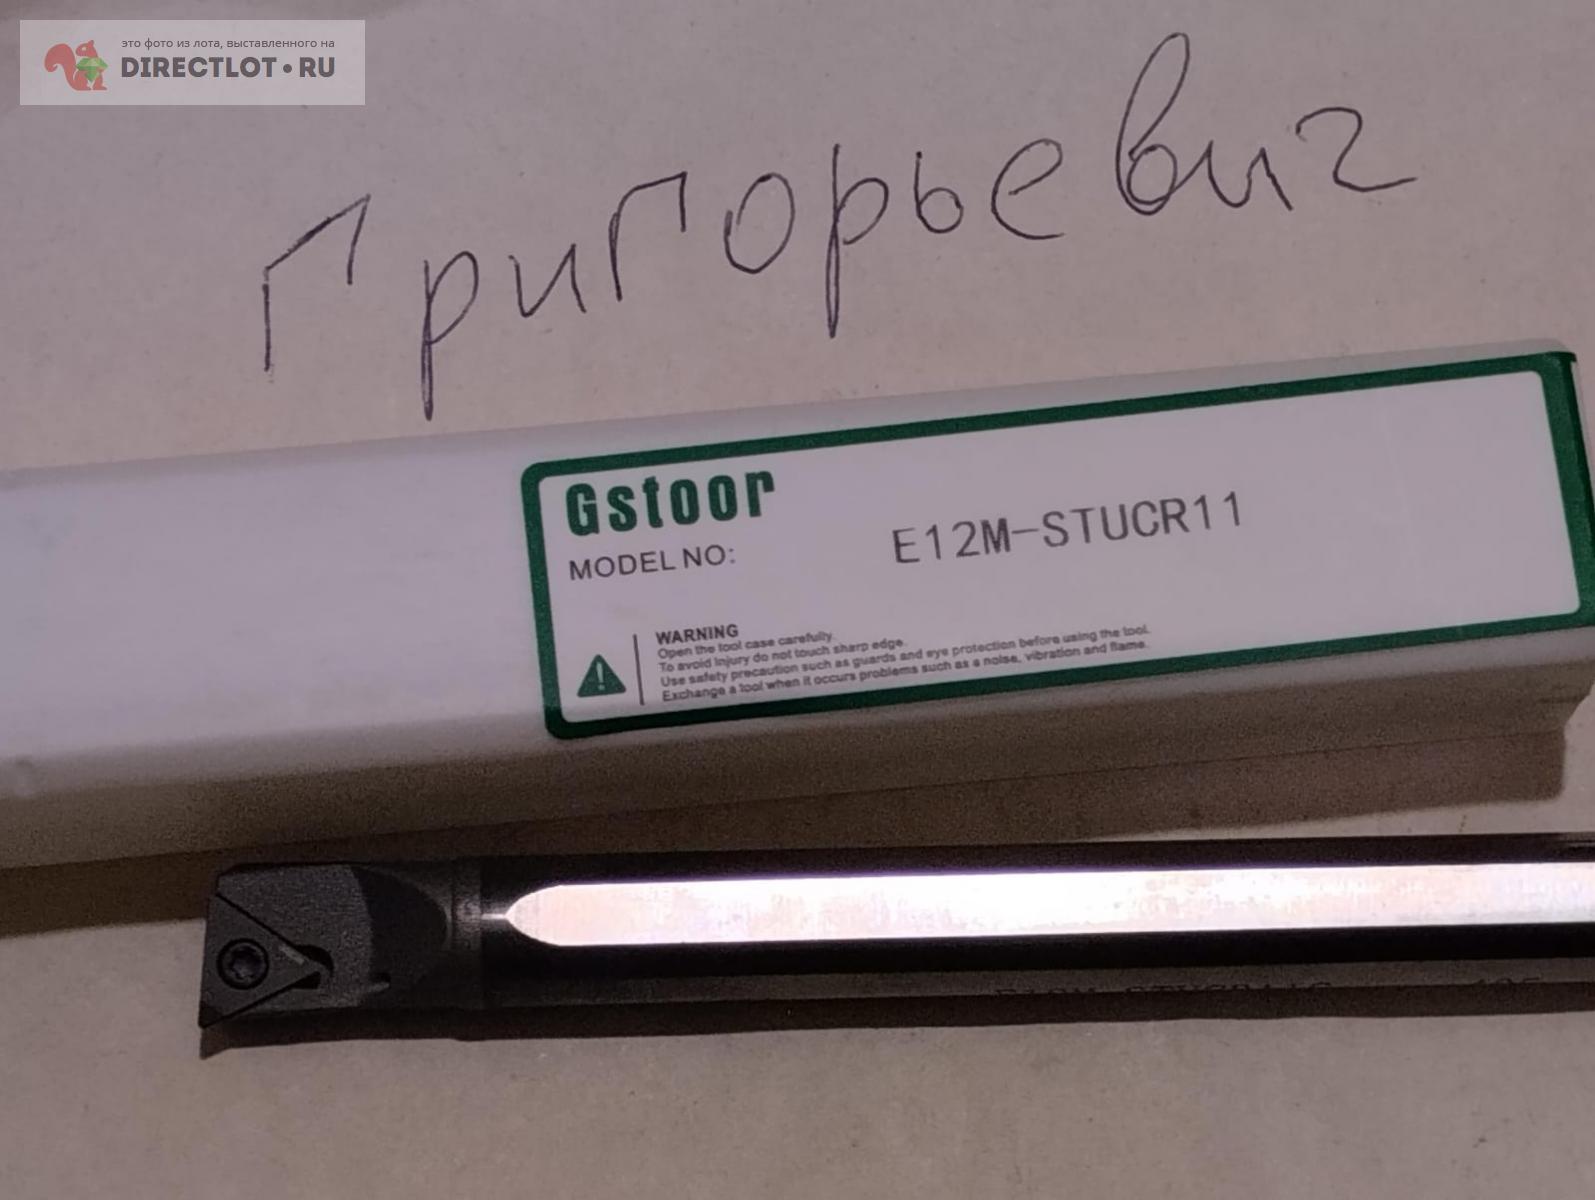 это фото из лота, выставленного на
DIRECTLOT•RU
Григорьевич
Gstoor
MODEL NO:
E12M-STUCR11
WARNING
Open the tool case carefully.
To avoid injury do not touch sharp edge.
Use safety precaution such as guards and eye protection before using the tool.
Exchange a tool when it occurs problems such as a noise, vibration and flame.